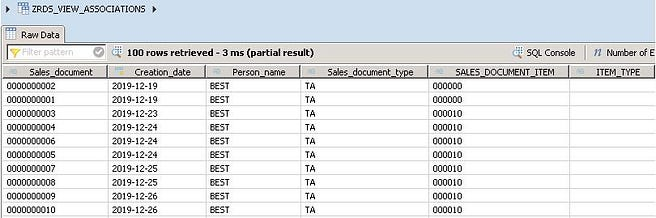 ZRDS_VIEW_ASSOCIATIONS
Raw Data
Filter pattern 100 rows retrieved - 3 ms (partial result) SQL Console Number of E
Sales_document Creation_date Person_name Sales_document_type SALES_DOCUMENT_ITEM ITEM_TYPE
0000000002 2019-12-19 BEST TA 000000
0000000001 2019-12-19 BEST TA 000000
0000000003 2019-12-23 BEST TA 000010
0000000004 2019-12-24 BEST TA 000010
0000000006 2019-12-24 BEST TA 000010
0000000005 2019-12-24 BEST TA 000010
0000000007 2019-12-25 BEST TA 000010
0000000008 2019-12-25 BEST TA 000010
0000000009 2019-12-26 BEST TA 000010
0000000010 2019-12-26 BEST TA 000010